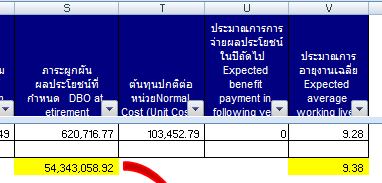 S T U V
ภาระผูกผัน
ผลประโยชน์ที่
กำหนด DBO at
etirement
ต้นทุนปกติต่อ
หน่วยNormal
Cost (Unit Cos
ประมาณการการ
จ่ายผลประโยชน์
ในปีถัดไป
Expected
benefit
payment in
following ye
ประมาณการ
อายุงานเฉลี่ย
Expected
average
working live
49 620,716.77 103,452.79 0 9.28
54,343,058.92 9.38